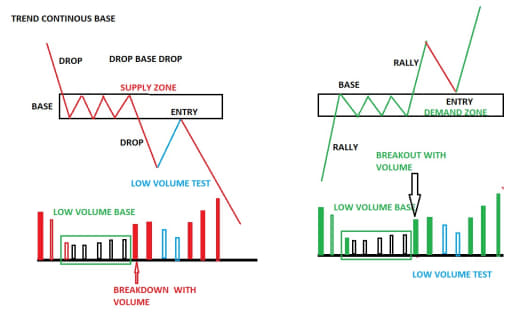 TREND CONTINOUS BASE
DROP
DROP BASE DROP
SUPPLY ZONE
BASE
ENTRY
DROP
LOW VOLUME TEST
LOW VOLUME BASE
BREAKDOWN WITH
VOLUME
RALLY
BASE
ENTRY
DEMAND ZONE
RALLY
BREAKOUT WITH
VOLUME
LOW VOLUME BASE
LOW VOLUME TEST